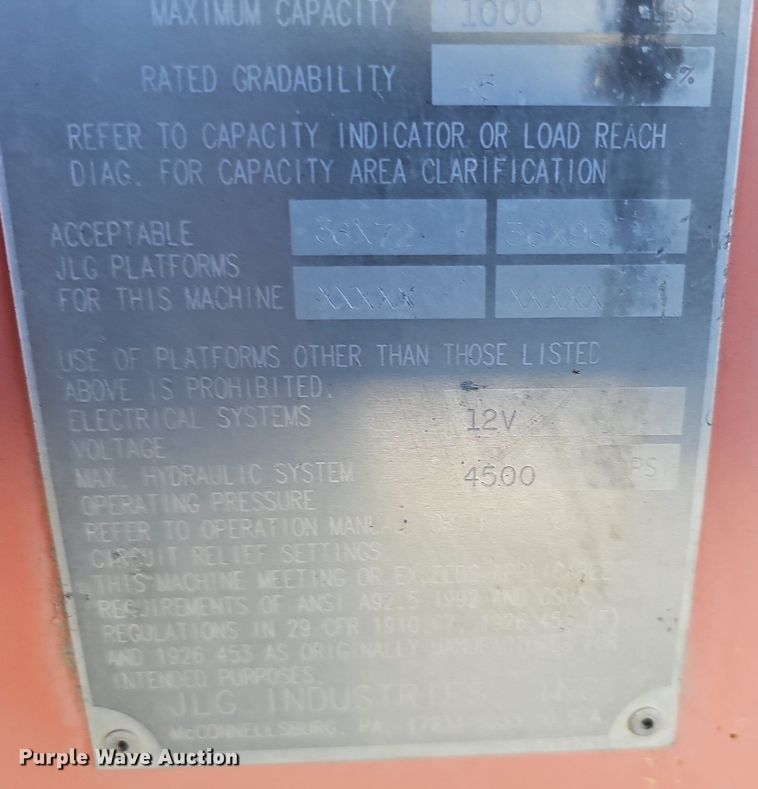 MAXIMUM CAPACITY 1000 LBS
RATED GRADABILITY %
REFER TO CAPACITY INDICATOR OR LOAD REACH
DIAG. FOR CAPACITY AREA CLARIFICATION
ACCEPTABLE 36X72 36X96
JLG PLATFORMS
FOR THIS MACHINE XXXXX XXXXX
USE OF PLATFORMS OTHER THAN THOSE LISTED
ABOVE IS PROHIBITED.
ELECTRICAL SYSTEMS 12V
VOLTAGE
MAX. HYDRAULIC SYSTEM 4500 PSI
OPERATING PRESSURE
REFER TO OPERATION MANUAL
CIRCUIT RELIEF SETTINGS
THIS MACHINE MEETING OR EXCEEDS APPLICABLE
REQUIREMENTS OF ANSI A92.5 1992 AND OSHA
REGULATIONS IN 29 CFR 1910.67, 1926.453 (F)
AND 1926.453 AS ORIGINALLY MANUFACTURED FOR
INTENDED PURPOSES.
JLG INDUSTRIES, INC.
McCONNELLSBURG, PA. U.S.A.
Purple Wave Auction